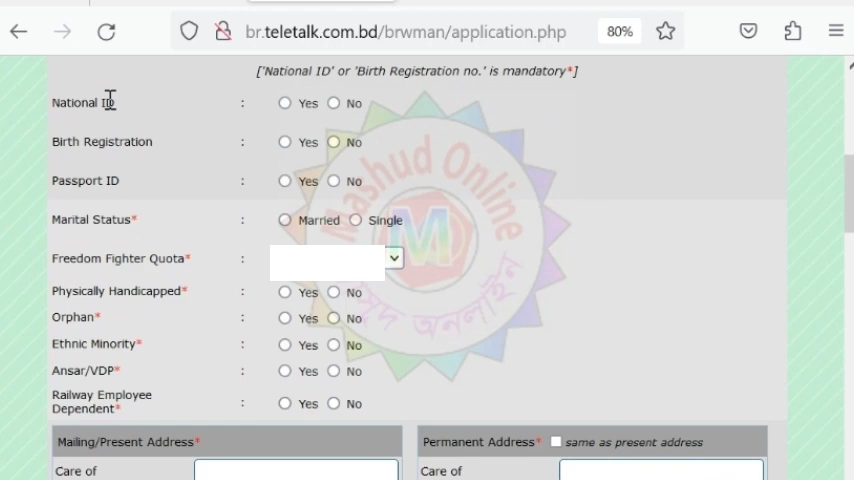 br.teletalk.com.bd/brwman/application.php 80%
['National ID' or 'Birth Registration no.' is mandatory*]
National ID : Yes No
Birth Registration : Yes No
Passport ID : Yes No
Marital Status* : Married Single
Freedom Fighter Quota* :
Physically Handicapped* : Yes No
Orphan* : Yes No
Ethnic Minority* : Yes No
Ansar/VDP* : Yes No
Railway Employee
Dependent* : Yes No
Mailing/Present Address* Permanent Address* same as present address
Care of Care of
Mashud Online
M
মাসুদ অনলাইন